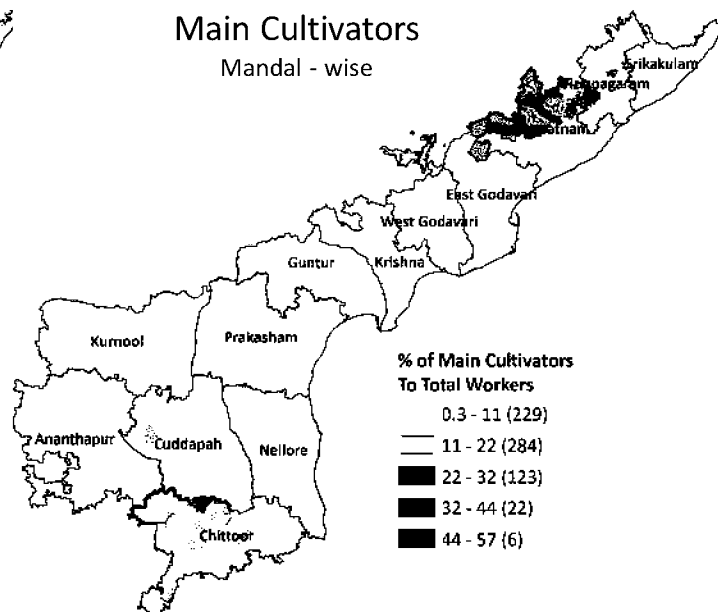 Main Cultivators
Mandal - wise
Srikakulam
East Godavari
West Godavari
Guntur
Krishna
Kurnool
Prakasham
Ananthapur
Cuddapah
Nellore
Chittoor
% of Main Cultivators
To Total Workers
0.3 - 11 (229)
11 - 22 (284)
22 - 32 (123)
32 - 44 (22)
44 - 57 (6)